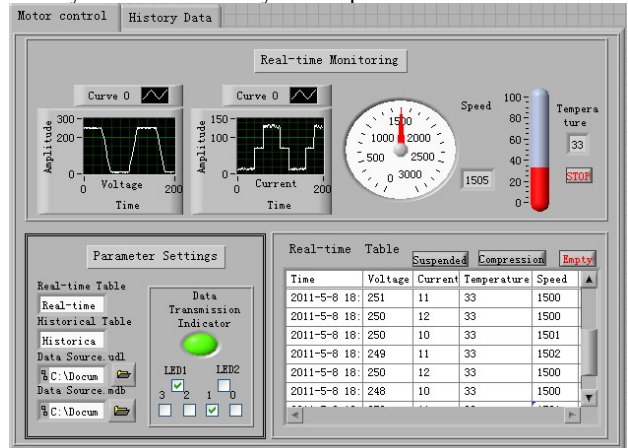 Motor control History Data
Real-time Monitoring
Curve 0
Amplitude
300
200
0
0 Voltage 200
Time
Curve 0
Amplitude
150
100
0
0 Current 200
Time
1500
1000 2000
500 2500
0 3000
Speed
1505
100
80
60
40
20
0
Tempera
ture
33
STOP
Parameter Settings
Real-time Table
Real-time
Historical Table
Historica
Data Source.udl
C:\Docum
Data Source.mdb
C:\Docum
Data
Transmission
Indicator
LED1 LED2
3 2 1 0
Real-time Table Suspended Compression Empty
Time Voltage Current Temperature Speed
2011-5-8 18: 251 11 33 1500
2011-5-8 18: 250 12 33 1500
2011-5-8 18: 250 10 33 1501
2011-5-8 18: 249 11 33 1502
2011-5-8 18: 250 12 33 1500
2011-5-8 18: 248 10 33 1500